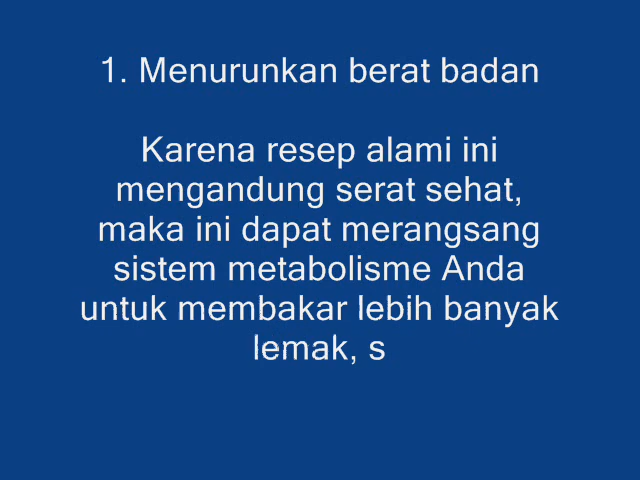 1. Menurunkan berat badan
Karena resep alami ini
mengandung serat sehat,
maka ini dapat merangsang
sistem metabolisme Anda
untuk membakar lebih banyak
lemak, s